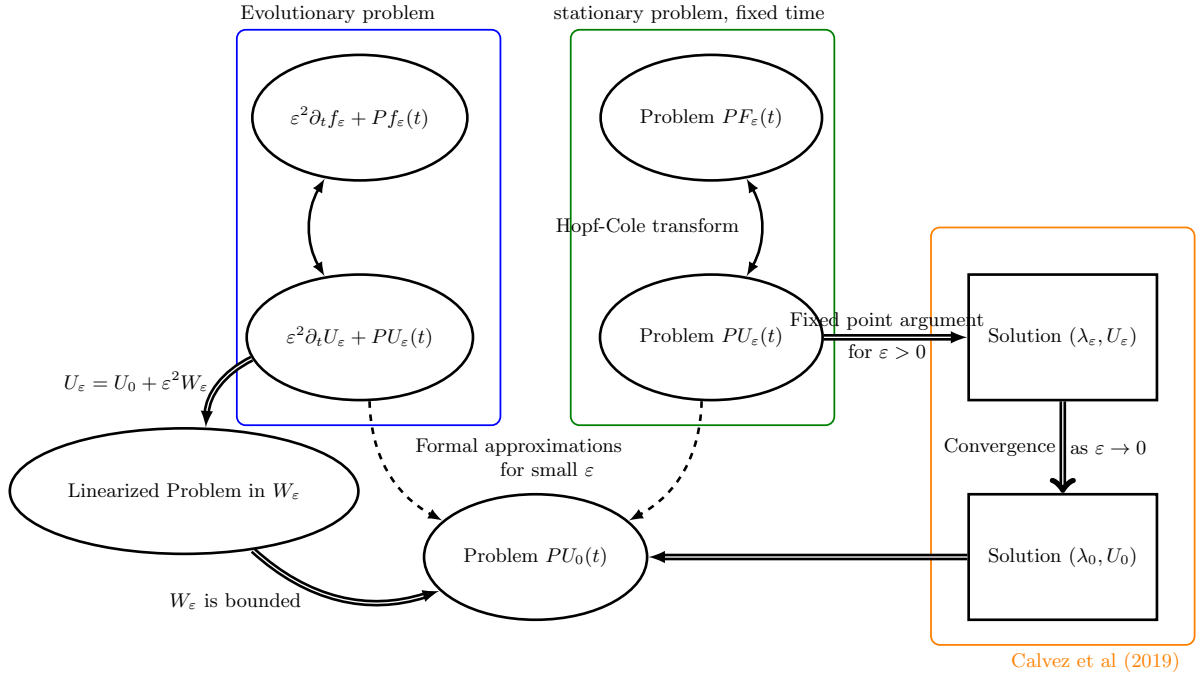 Evolutionary problem
stationary problem, fixed time
ε²∂ₜf_ε + Pf_ε(t)
Problem PF_ε(t)
Hopf-Cole transform
ε²∂ₜU_ε + PU_ε(t)
Problem PU_ε(t)
Fixed point argument
for ε > 0
Solution (λ_ε, U_ε)
U_ε = U₀ + ε²W_ε
Formal approximations
for small ε
Convergence
as ε → 0
Linearized Problem in W_ε
Problem PU₀(t)
Solution (λ₀, U₀)
W_ε is bounded
Calvez et al (2019)